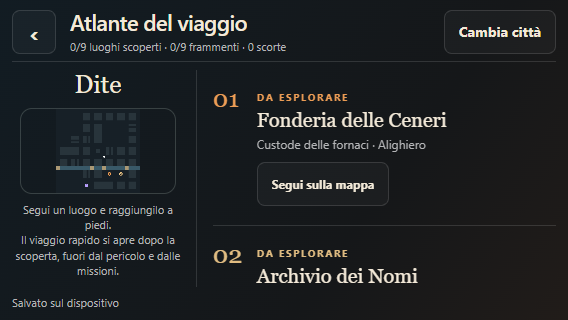 ‹
Atlante del viaggio
0/9 luoghi scoperti · 0/9 frammenti · 0 scorte
Cambia città
Dite
Segui un luogo e raggiungilo a
piedi.
Il viaggio rapido si apre dopo la
scoperta, fuori dal pericolo e dalle
missioni.
Salvato sul dispositivo
01
DA ESPLORARE
Fonderia delle Ceneri
Custode delle fornaci · Alighiero
Segui sulla mappa
02
DA ESPLORARE
Archivio dei Nomi